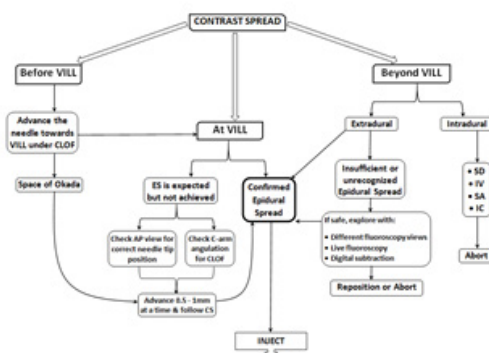 CONTRAST SPREAD
Before VILL
Beyond VILL
Advance the
needle towards
VILL under CLOF
At VILL
Extradural
Intradural
Space of Okada
ES is expected
but not achieved
Confirmed
Epidural
Spread
Insufficient or
unrecognized
Epidural Spread
• SD
• IV
• SA
• IC
Check AP view for
correct needle tip
position
Check C-arm
angulation
for CLOF
If safe, explore with:
• Different fluoroscopy views
• Live fluoroscopy
• Digital subtraction
Abort
Advance 0.5 - 1mm
at a time & follow CS
Reposition or Abort
INJECT